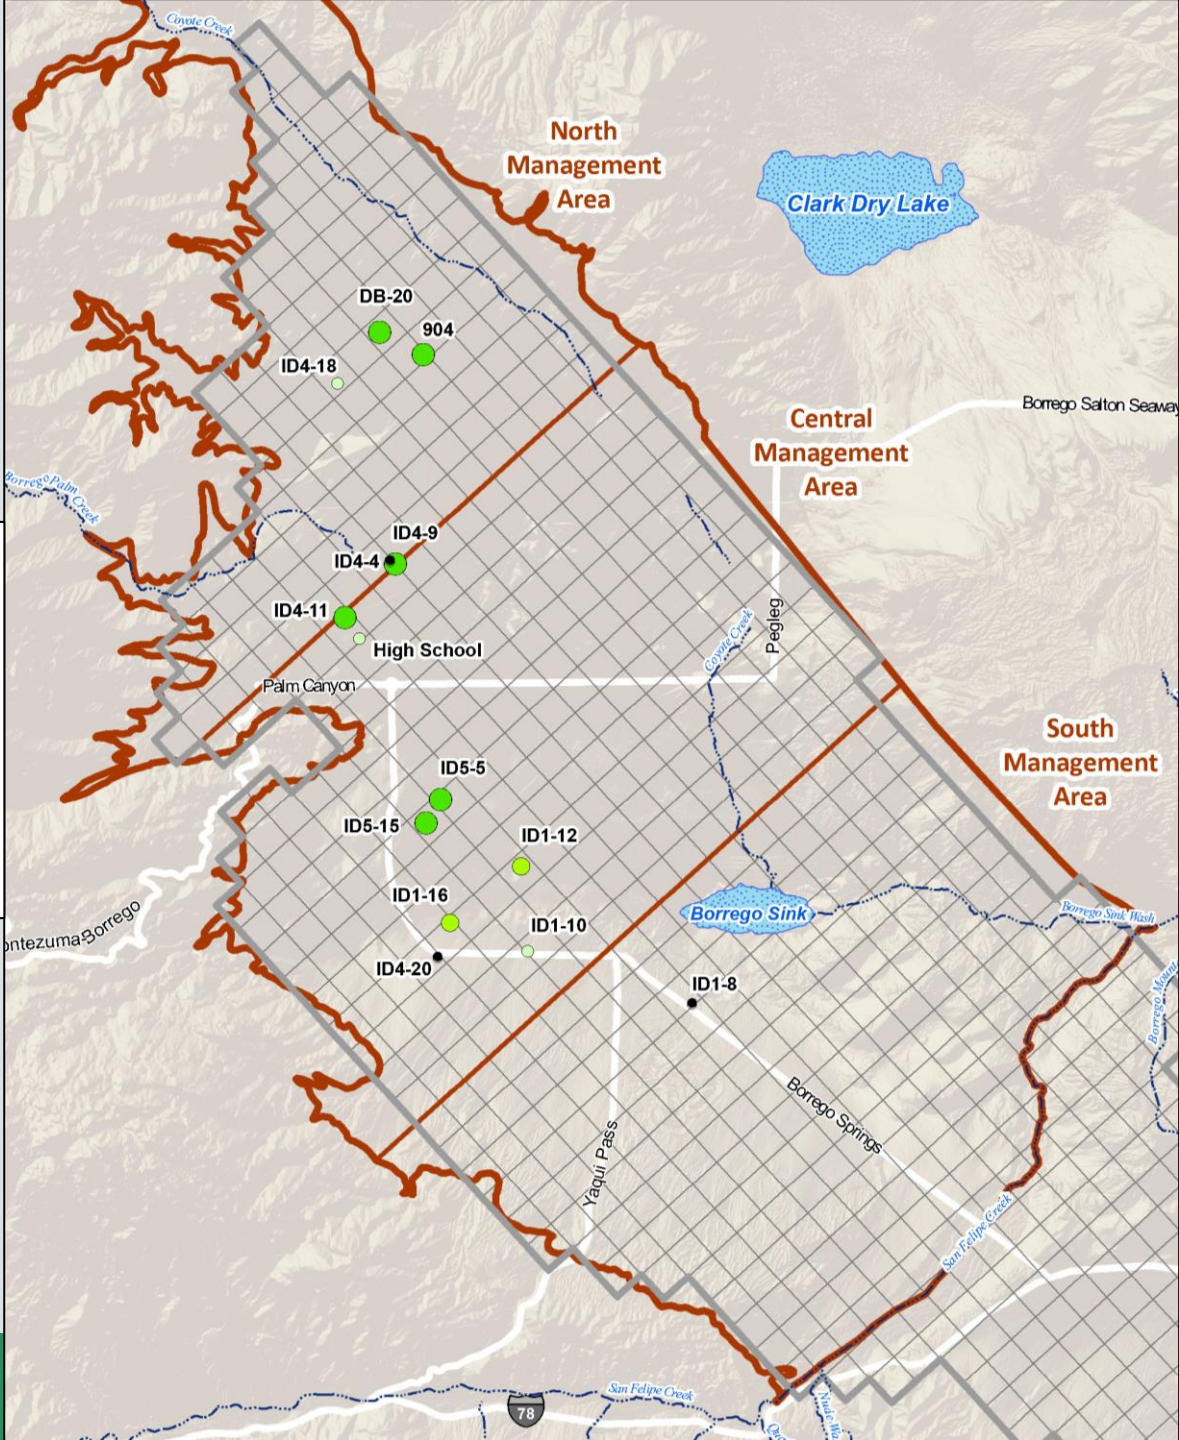 Coyote Creek
North
Management
Area
Clark Dry Lake
DB-20
904
ID4-18
Borrego Salton Seaway
Central
Management
Area
Borrego Palm Creek
ID4-9
ID4-4
ID4-11
High School
Pegleg
Coyote Creek
Palm Canyon
South
Management
Area
ID5-5
ID5-15
ID1-12
ID1-16
ID1-10
Borrego Sink
Borrego Sink Wash
ontezuma-Borrego
ID4-20
ID1-8
Borrego Mount
Borrego Springs
Yaqui Pass
San Felipe Creek
San Felipe Creek
78